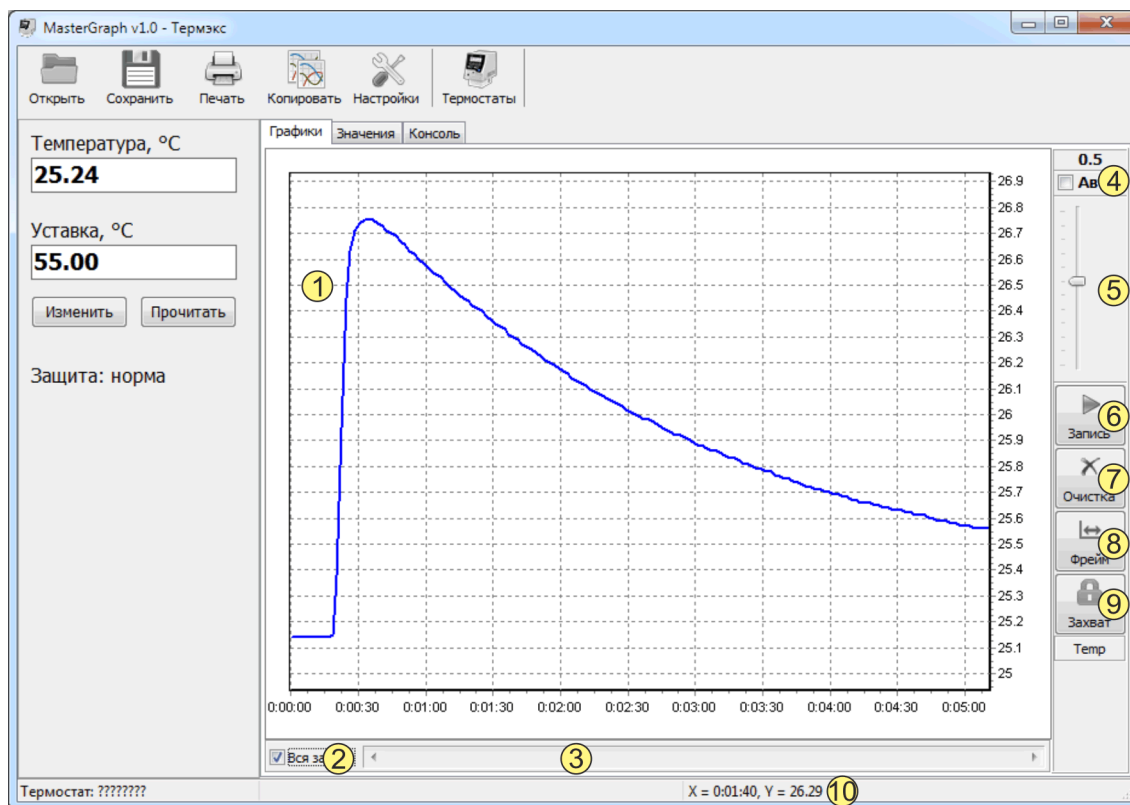 MasterGraph v1.0 - Термэкс
Открыть Сохранить Печать Копировать Настройки Термостаты
Температура, °C
25.24
Уставка, °C
55.00
Изменить Прочитать
Защита: норма
Графики Значения Консоль
1
26.9
26.8
26.7
26.6
26.5
26.4
26.3
26.2
26.1
26
25.9
25.8
25.7
25.6
25.5
25.4
25.3
25.2
25.1
25
0:00:00 0:00:30 0:01:00 0:01:30 0:02:00 0:02:30 0:03:00 0:03:30 0:04:00 0:04:30 0:05:00
0.5
4
5
Запись 6
Очистка 7
Фрейм 8
Захват 9
Temp
Вся 2 3
Термостат: ???????? X = 0:01:40, Y = 26.29 10